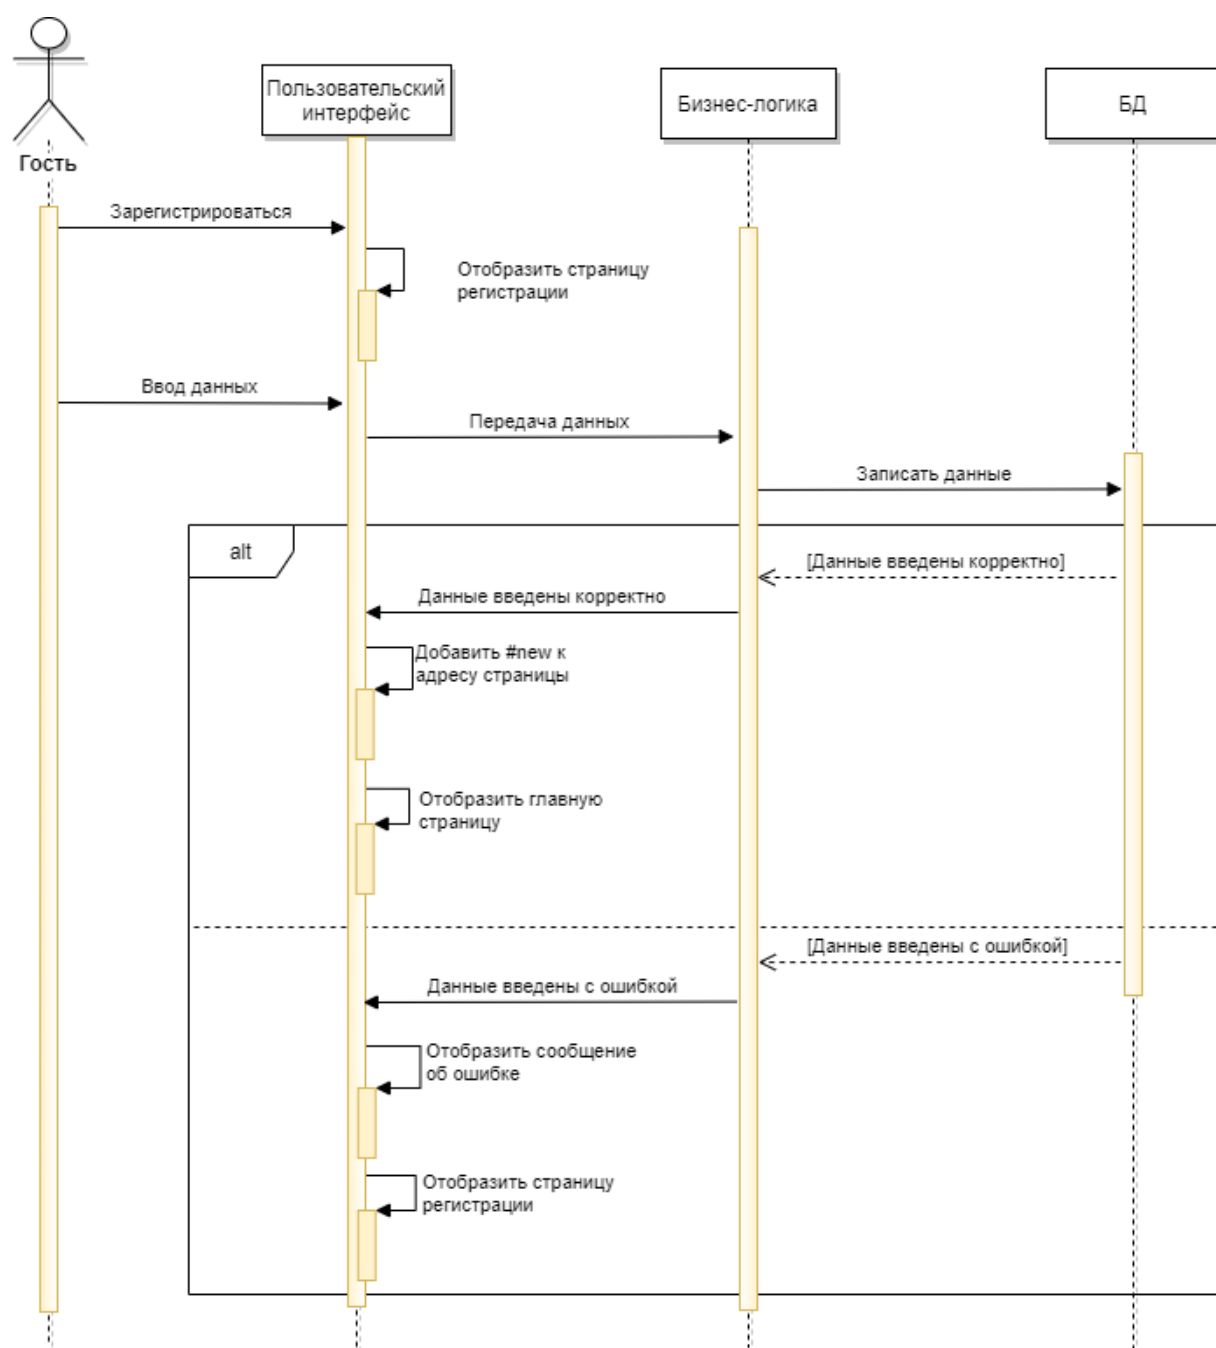 Гость
Пользовательский
интерфейс
Бизнес-логика
БД
Зарегистрироваться
Отобразить страницу
регистрации
Ввод данных
Передача данных
Записать данные
alt
[Данные введены корректно]
Данные введены корректно
Добавить #new к
адресу страницы
Отобразить главную
страницу
[Данные введены с ошибкой]
Данные введены с ошибкой
Отобразить сообщение
об ошибке
Отобразить страницу
регистрации